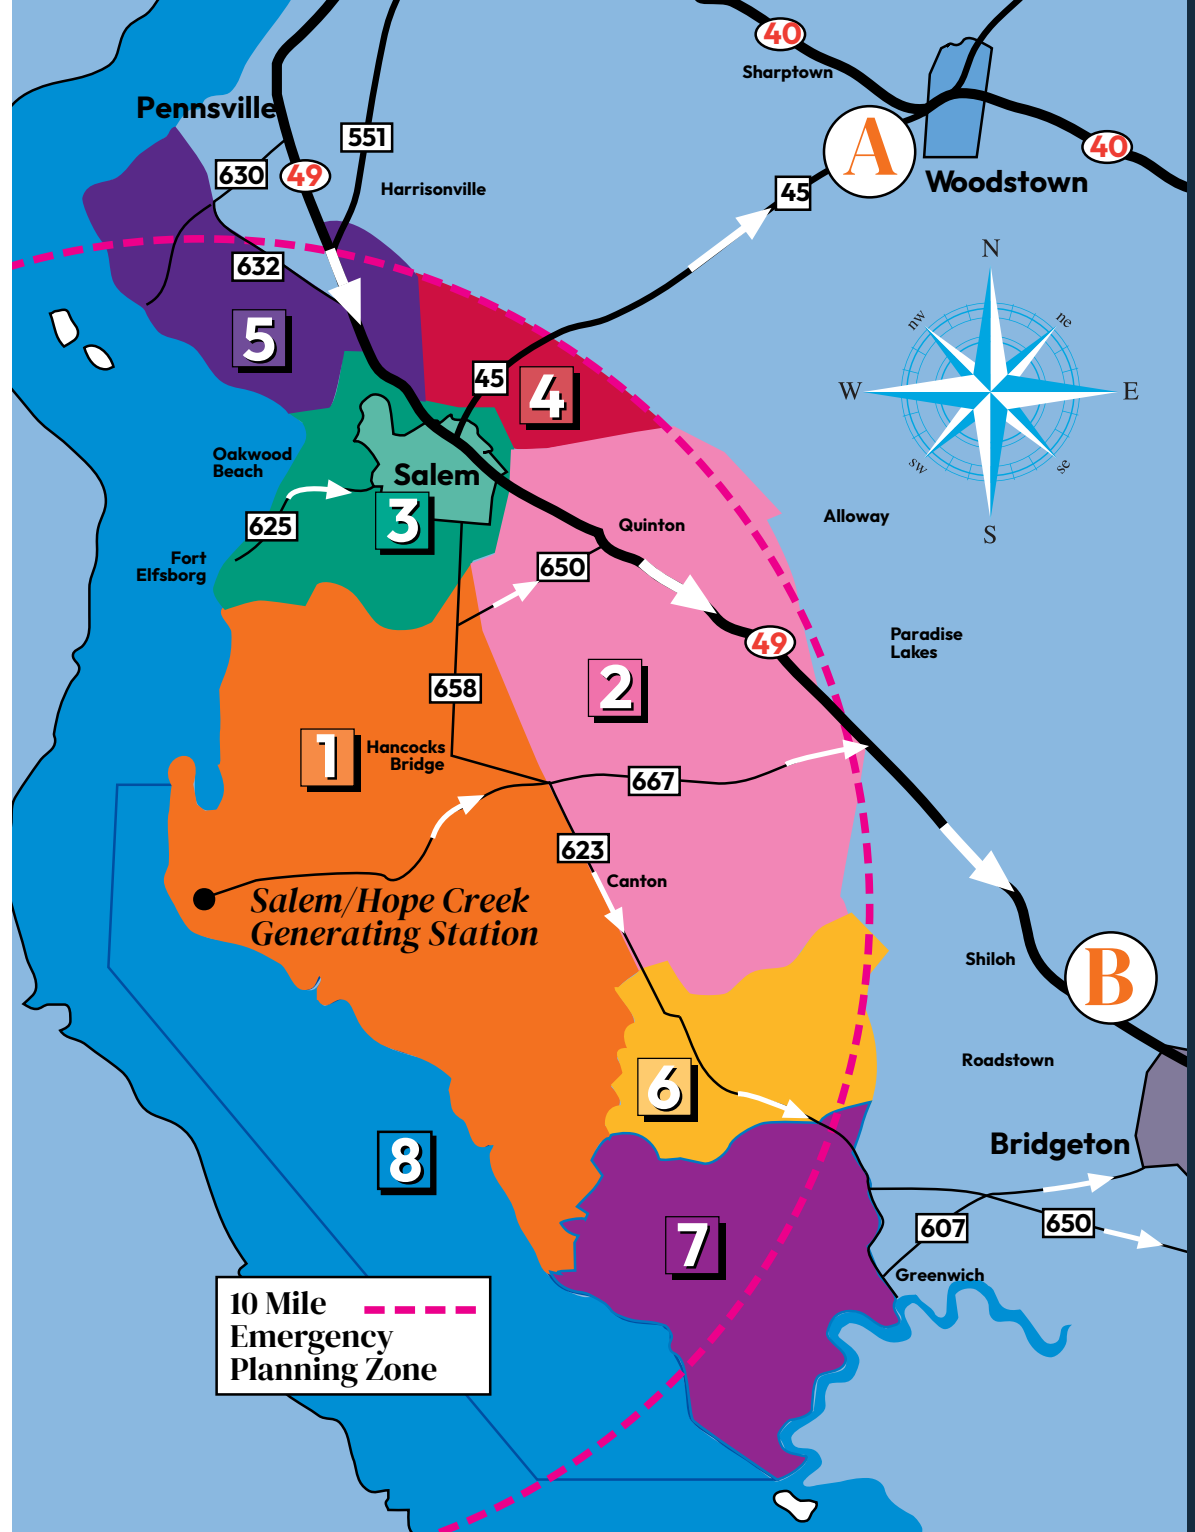 40
Sharptown
Pennsville
551
A
40
630
49
Woodstown
Harrisonville
45
N
632
nw
ne
5
W
E
45
4
Oakwood
Beach
Salem
sw
se
3
Alloway
625
Quinton
S
Fort
Elfsborg
650
49
Paradise
Lakes
658
2
1
Hancocks
Bridge
667
623
Canton
Salem/Hope Creek
Generating Station
Shiloh
B
Roadstown
6
Bridgeton
8
7
607
650
Greenwich
10 Mile
Emergency
Planning Zone